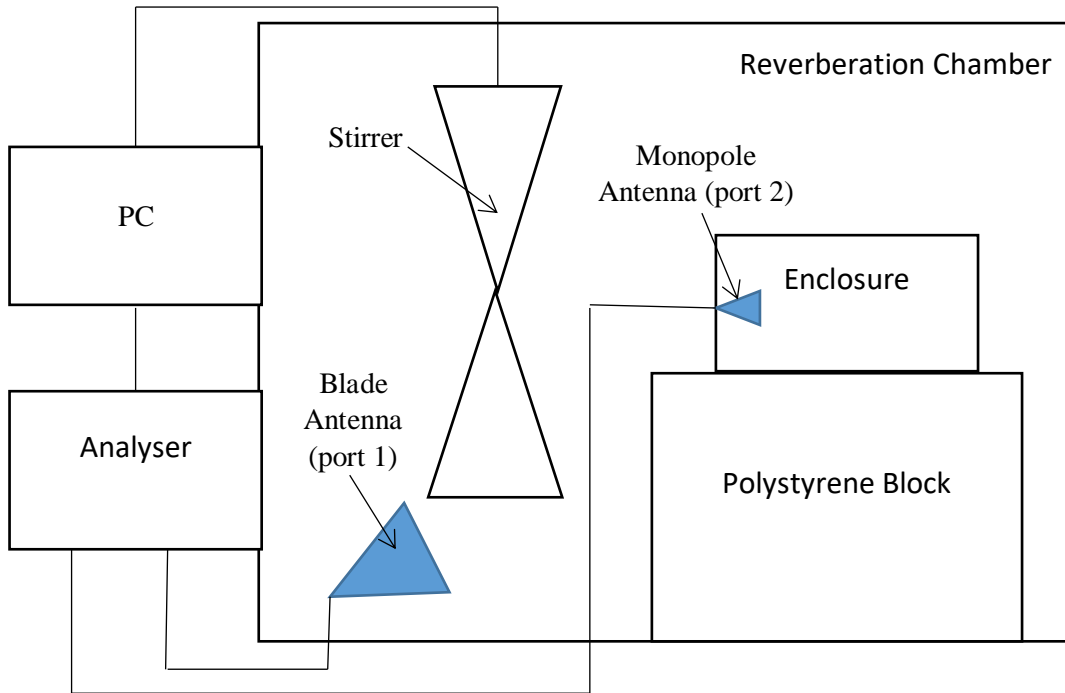 Reverberation Chamber
Stirrer
Monopole
Antenna (port 2)
PC
Enclosure
Blade
Antenna
(port 1)
Analyser
Polystyrene Block